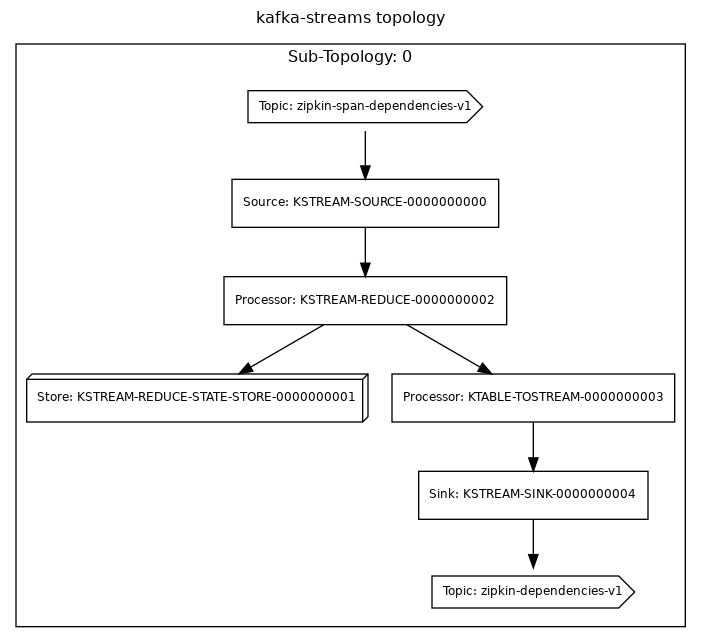 kafka-streams topology
Sub-Topology: 0
Topic: zipkin-span-dependencies-v1
Source: KSTREAM-SOURCE-0000000000
Processor: KSTREAM-REDUCE-0000000002
Store: KSTREAM-REDUCE-STATE-STORE-0000000001
Processor: KTABLE-TOSTREAM-0000000003
Sink: KSTREAM-SINK-0000000004
Topic: zipkin-dependencies-v1